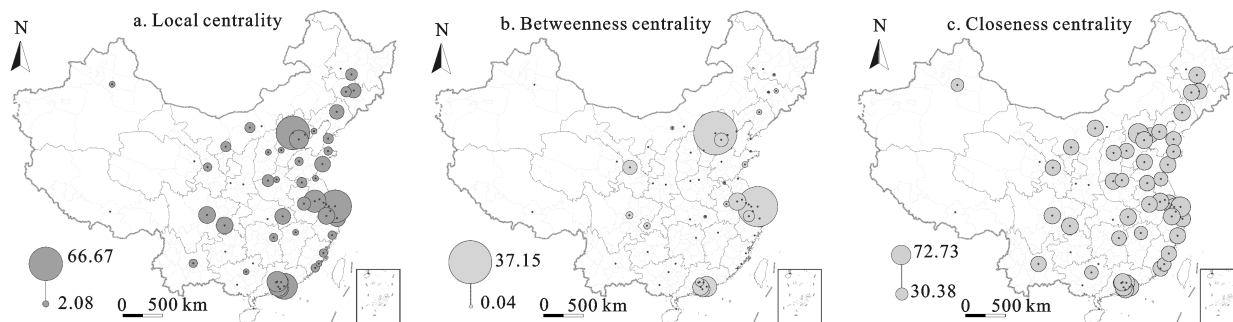 a. Local centrality
N
66.67
2.08
0 500 km
b. Betweenness centrality
N
37.15
0.04
0 500 km
c. Closeness centrality
N
72.73
30.38
0 500 km